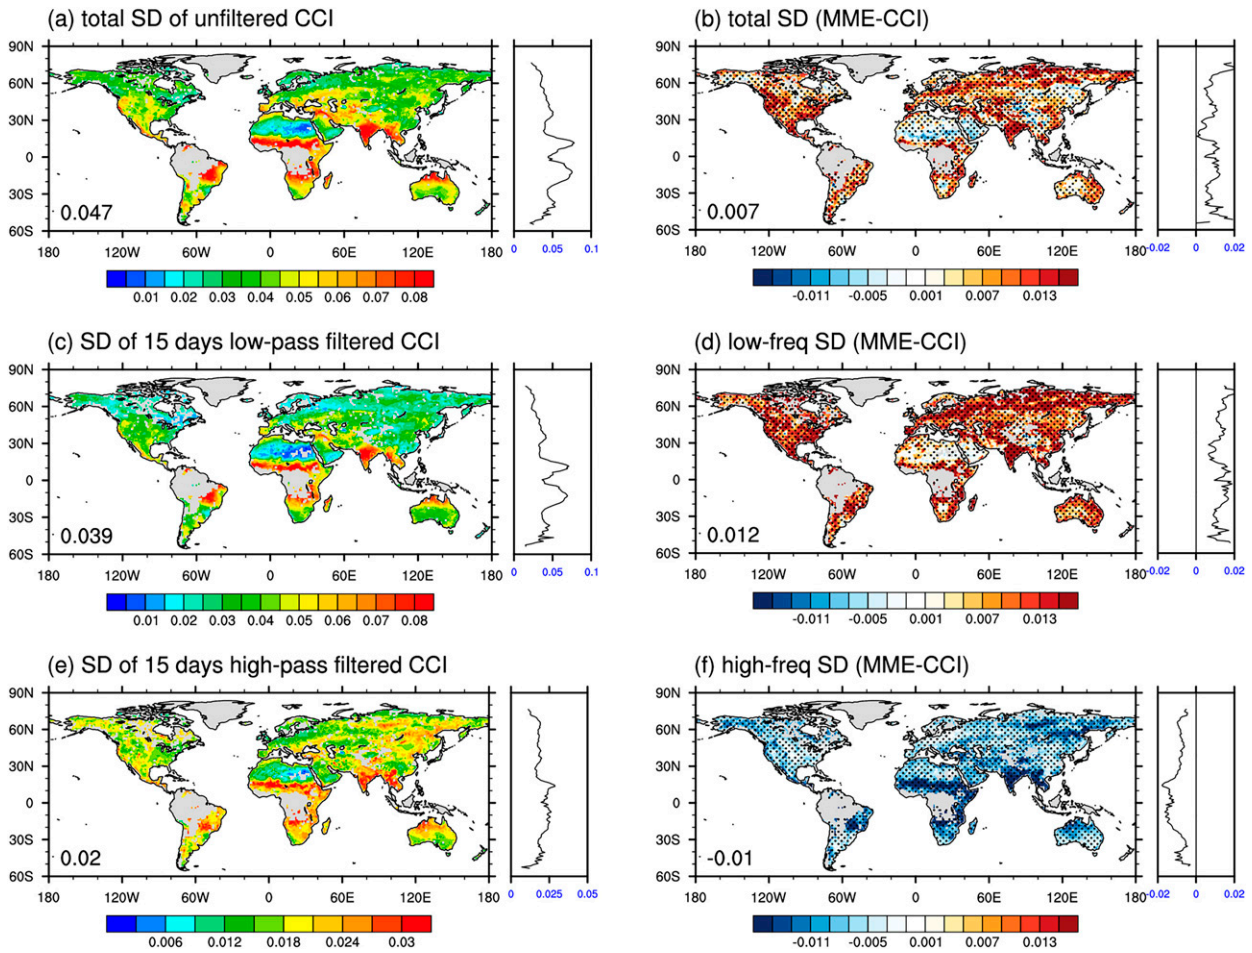 (a) total SD of unfiltered CCI
(b) total SD (MME-CCI)
90N
60N
30N
0
30S
60S
0.047
180
120W
60W
0
60E
120E
180
0
0.05
0.1
0.01 0.02 0.03 0.04 0.05 0.06 0.07 0.08
90N
60N
30N
0
30S
60S
0.007
180
120W
60W
0
60E
120E
180
-0.02
0
0.02
-0.011 -0.005 0.001 0.007 0.013
(c) SD of 15 days low-pass filtered CCI
(d) low-freq SD (MME-CCI)
90N
60N
30N
0
30S
60S
0.039
180
120W
60W
0
60E
120E
180
0
0.05
0.1
0.01 0.02 0.03 0.04 0.05 0.06 0.07 0.08
90N
60N
30N
0
30S
60S
0.012
180
120W
60W
0
60E
120E
180
-0.02
0
0.02
-0.011 -0.005 0.001 0.007 0.013
(e) SD of 15 days high-pass filtered CCI
(f) high-freq SD (MME-CCI)
90N
60N
30N
0
30S
60S
0.02
180
120W
60W
0
60E
120E
180
0
0.025
0.05
0.006 0.012 0.018 0.024 0.03
90N
60N
30N
0
30S
60S
-0.01
180
120W
60W
0
60E
120E
180
-0.02
0
0.02
-0.011 -0.005 0.001 0.007 0.013